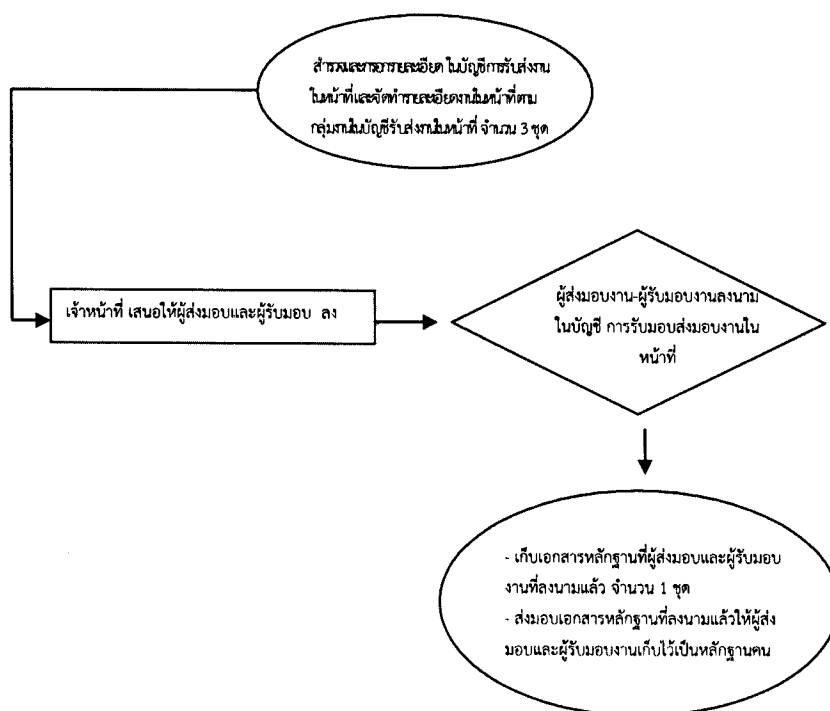 สำรวจและกรอกรายละเอียด ในบัญชีการรับส่งงาน
ในหน้าที่และจัดทำรายละเอียดงานในหน้าที่ตาม
กลุ่มงานในบัญชีรับส่งงานในหน้าที่ จำนวน 3 ชุด
เจ้าหน้าที่ เสนอให้ผู้ส่งมอบและผู้รับมอบ ลง
ผู้ส่งมอบงาน-ผู้รับมอบงานลงนาม
ในบัญชี การรับมอบส่งมอบงานใน
หน้าที่
- เก็บเอกสารหลักฐานที่ผู้ส่งมอบและผู้รับมอบ
งานที่ลงนามแล้ว จำนวน 1 ชุด
- ส่งมอบเอกสารหลักฐานที่ลงนามแล้วให้ผู้ส่ง
มอบและผู้รับมอบงานเก็บไว้เป็นหลักฐานคน